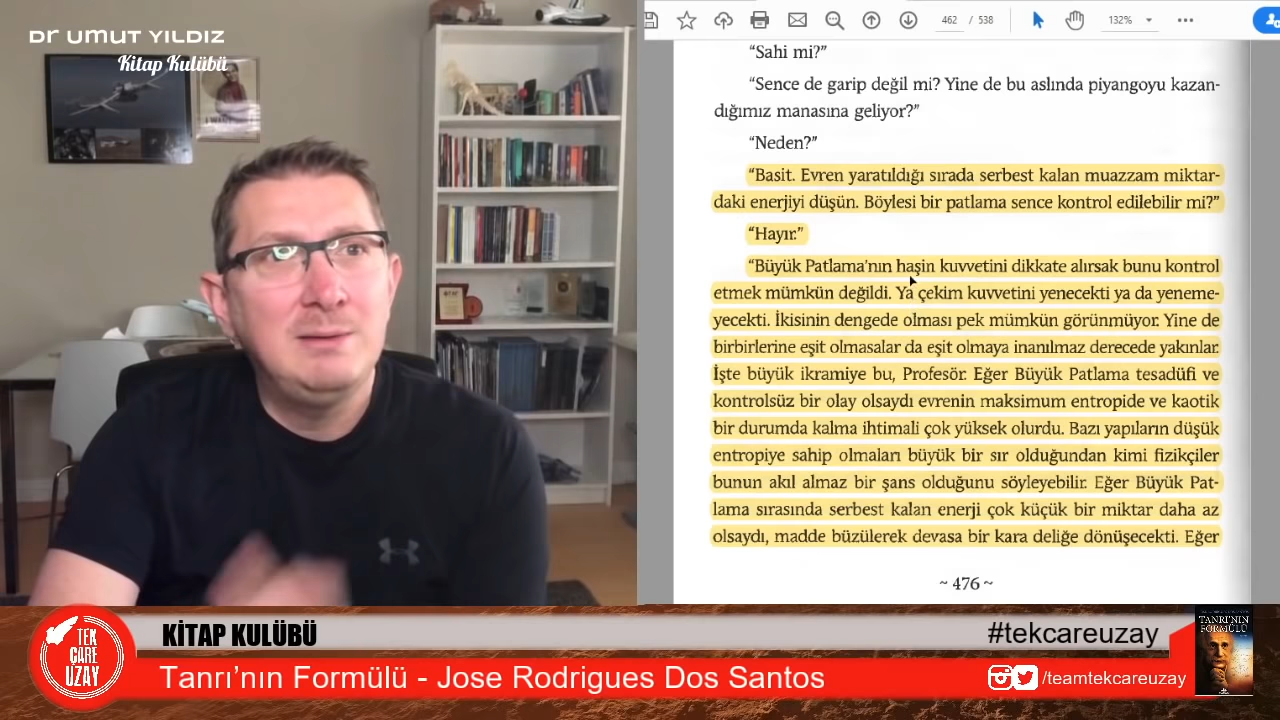 DR UMUT YILDIZ
Kitap Kulübü
462 / 538
132%
“Sahi mi?”
“Sence de garip değil mi? Yine de bu aslında piyangoyu kazan-
dığımız manasına geliyor?”
“Neden?”
“Basit. Evren yaratıldığı sırada serbest kalan muazzam miktar-
daki enerjiyi düşün. Böylesi bir patlama sence kontrol edilebilir mi?”
“Hayır.”
“Büyük Patlama’nın haşin kuvvetini dikkate alırsak bunu kontrol
etmek mümkün değildi. Ya çekim kuvvetini yenecekti ya da yeneme-
yecekti. İkisinin dengede olması pek mümkün görünmüyor. Yine de
birbirlerine eşit olmasalar da eşit olmaya inanılmaz derecede yakınlar.
İşte büyük ikramiye bu, Profesör. Eğer Büyük Patlama tesadüfi ve
kontrolsüz bir olay olsaydı evrenin maksimum entropide ve kaotik
bir durumda kalma ihtimali çok yüksek olurdu. Bazı yapıların düşük
entropiye sahip olmaları büyük bir sır olduğundan kimi fizikçiler
bunun akıl almaz bir şans olduğunu söyleyebilir. Eğer Büyük Pat-
lama sırasında serbest kalan enerji çok küçük bir miktar daha az
olsaydı, madde büzülerek devasa bir kara deliğe dönüşecekti. Eğer
~ 476 ~
TEK
ÇARE
UZAY
KİTAP KULÜBÜ
#tekcareuzay
Tanrı’nın Formülü - Jose Rodrigues Dos Santos
/teamtekcareuzay
TANRI'NIN
FORMÜLÜ